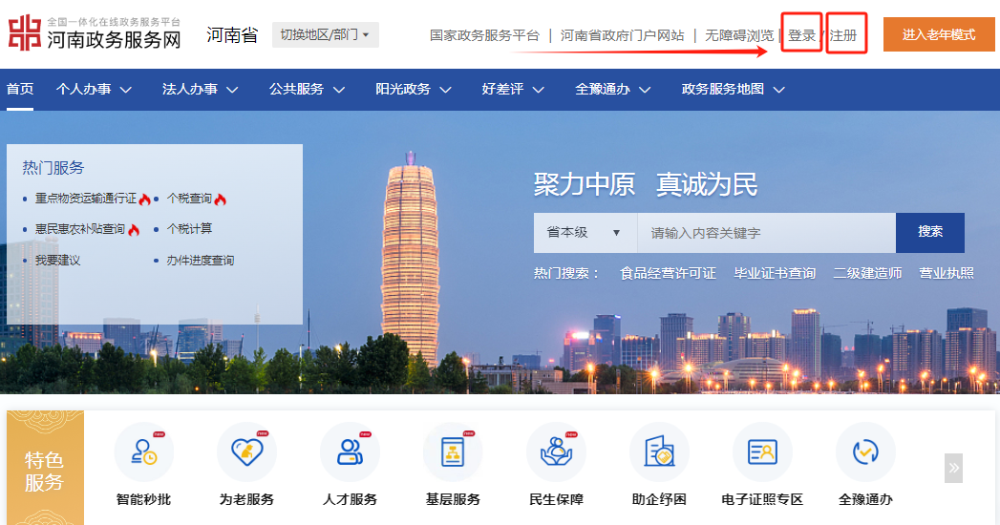 全国一体化在线政务服务平台
河南政务服务网
河南省
切换地区/部门
国家政务服务平台 | 河南省政府门户网站 | 无障碍浏览 | 登录 / 注册
进入老年模式
首页 个人办事 法人办事 公共服务 阳光政务 好差评 全豫通办 政务服务地图
热门服务
重点物资运输通行证 个税查询
惠民惠农补贴查询 个税计算
我要建议 办件进度查询
聚力中原 真诚为民
省本级 请输入内容关键字 搜索
热门搜索： 食品经营许可证 毕业证书查询 二级建造师 营业执照
特色
服务
new new new new new
智能秒批 为老服务 人才服务 基层服务 民生保障 助企纾困 电子证照专区 全豫通办